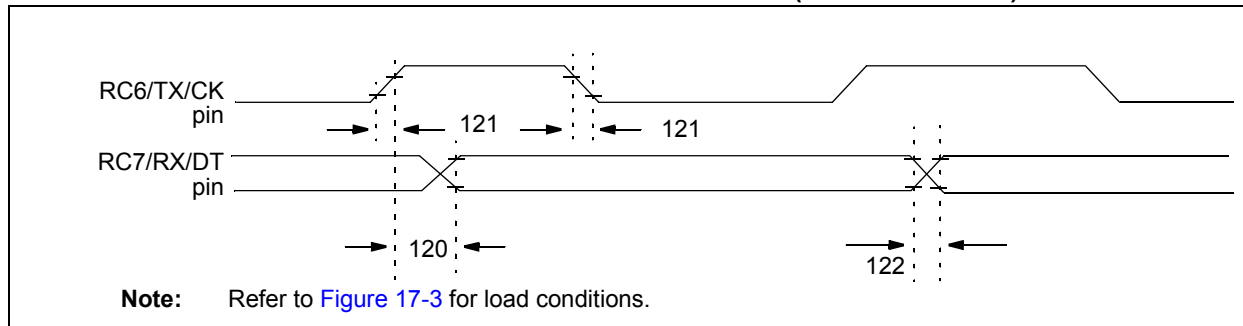 RC6/TX/CK
pin
121
121
RC7/RX/DT
pin
120
122
Note: Refer to Figure 17-3 for load conditions.